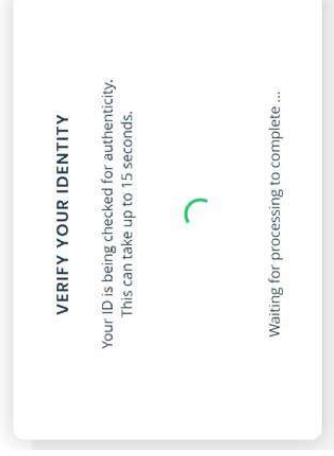 VERIFY YOUR IDENTITY
Your ID is being checked for authenticity.
This can take up to 15 seconds.
Waiting for processing to complete ...